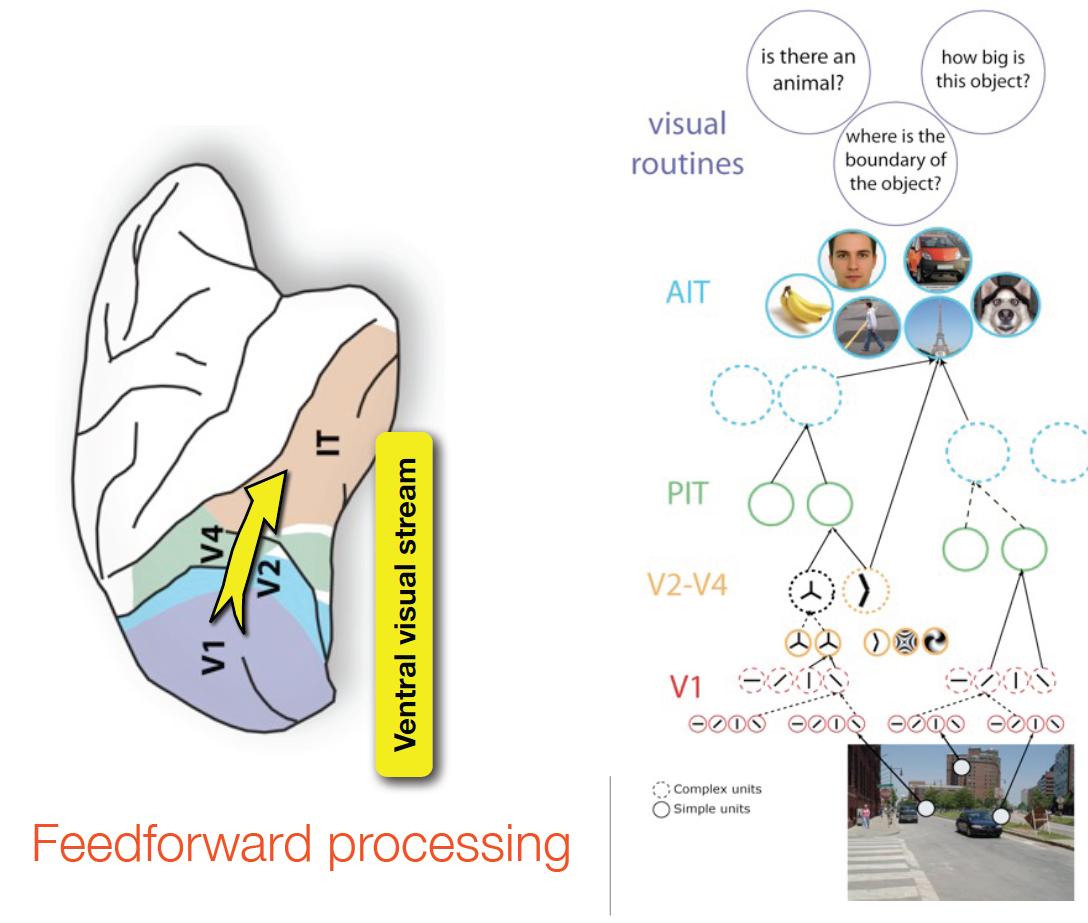 IT
V4
V2
V1
Ventral visual stream
Feedforward processing
is there an
animal?
how big is
this object?
where is the
boundary of
the object?
visual
routines
AIT
PIT
V2-V4
V1
Complex units
Simple units